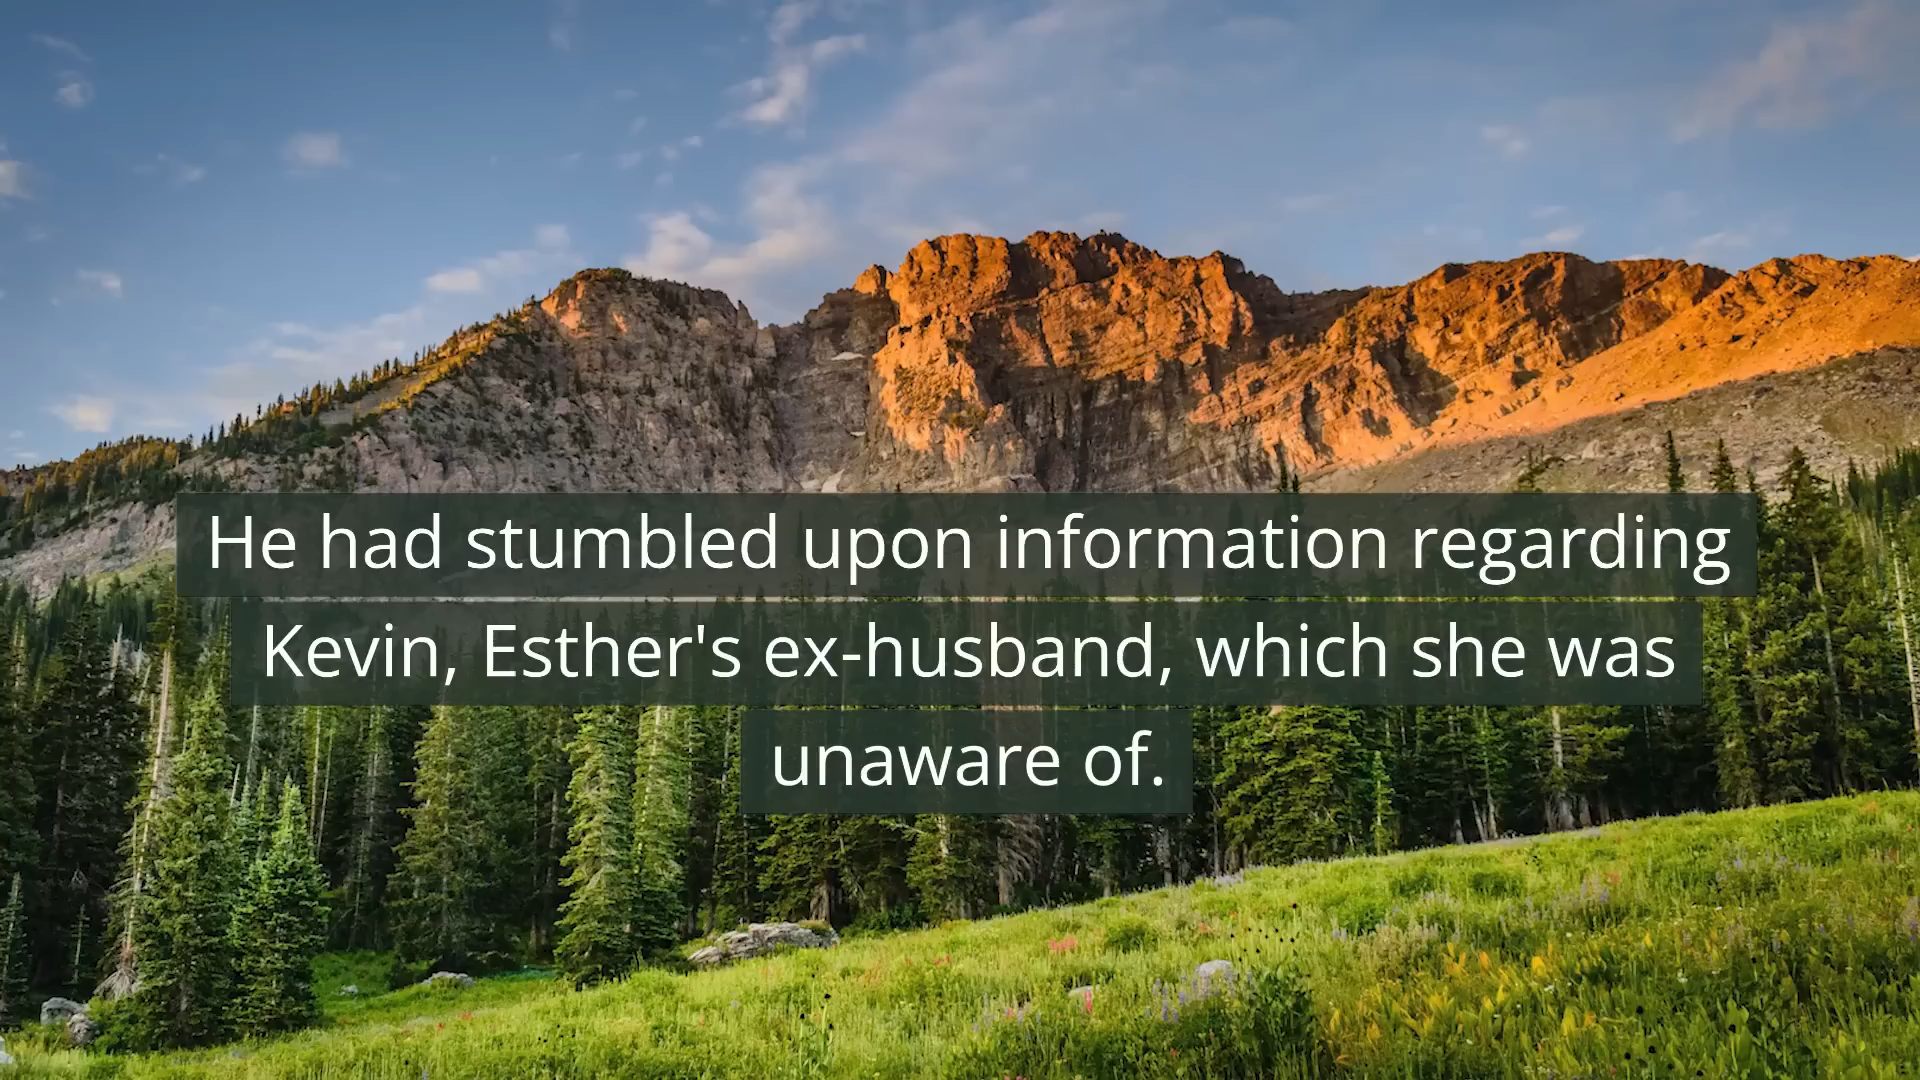 He had stumbled upon information regarding
Kevin, Esther's ex-husband, which she was
unaware of.